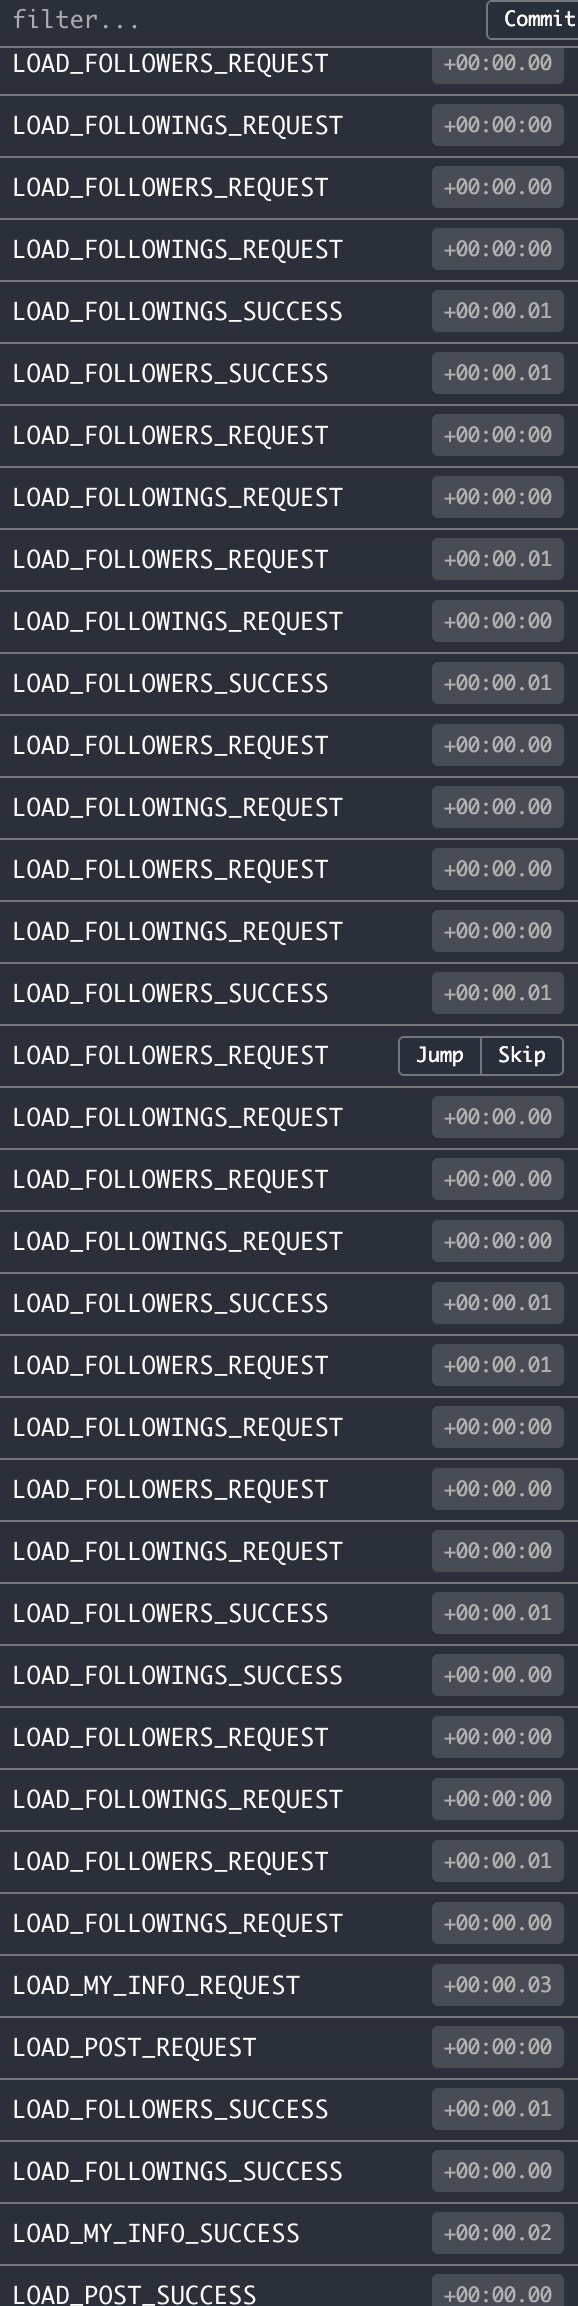 filter... Commit
LOAD_FOLLOWERS_REQUEST +00:00.00
LOAD_FOLLOWINGS_REQUEST +00:00:00
LOAD_FOLLOWERS_REQUEST +00:00.00
LOAD_FOLLOWINGS_REQUEST +00:00:00
LOAD_FOLLOWINGS_SUCCESS +00:00.01
LOAD_FOLLOWERS_SUCCESS +00:00.01
LOAD_FOLLOWERS_REQUEST +00:00:00
LOAD_FOLLOWINGS_REQUEST +00:00:00
LOAD_FOLLOWERS_REQUEST +00:00.01
LOAD_FOLLOWINGS_REQUEST +00:00:00
LOAD_FOLLOWERS_SUCCESS +00:00.01
LOAD_FOLLOWERS_REQUEST +00:00.00
LOAD_FOLLOWINGS_REQUEST +00:00.00
LOAD_FOLLOWERS_REQUEST +00:00.00
LOAD_FOLLOWINGS_REQUEST +00:00:00
LOAD_FOLLOWERS_SUCCESS +00:00.01
LOAD_FOLLOWERS_REQUEST Jump Skip
LOAD_FOLLOWINGS_REQUEST +00:00.00
LOAD_FOLLOWERS_REQUEST +00:00.00
LOAD_FOLLOWINGS_REQUEST +00:00:00
LOAD_FOLLOWERS_SUCCESS +00:00.01
LOAD_FOLLOWERS_REQUEST +00:00.01
LOAD_FOLLOWINGS_REQUEST +00:00:00
LOAD_FOLLOWERS_REQUEST +00:00.00
LOAD_FOLLOWINGS_REQUEST +00:00:00
LOAD_FOLLOWERS_SUCCESS +00:00.01
LOAD_FOLLOWINGS_SUCCESS +00:00.00
LOAD_FOLLOWERS_REQUEST +00:00:00
LOAD_FOLLOWINGS_REQUEST +00:00:00
LOAD_FOLLOWERS_REQUEST +00:00.01
LOAD_FOLLOWINGS_REQUEST +00:00.00
LOAD_MY_INFO_REQUEST +00:00.03
LOAD_POST_REQUEST +00:00:00
LOAD_FOLLOWERS_SUCCESS +00:00.01
LOAD_FOLLOWINGS_SUCCESS +00:00.00
LOAD_MY_INFO_SUCCESS +00:00.02
LOAD_POST_SUCCESS +00:00.00